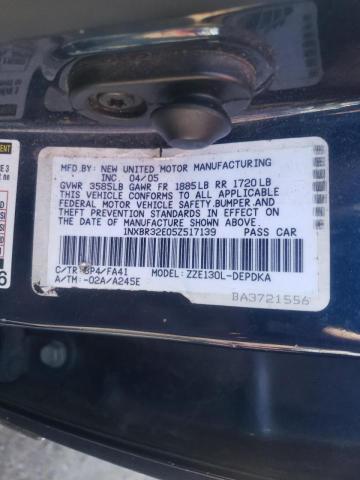 MFD.BY: NEW UNITED MOTOR MANUFACTURING
INC. 04/05
GVWR 3585LB GAWR FR 1885LB RR 1720LB
THIS VEHICLE CONFORMS TO ALL APPLICABLE
FEDERAL MOTOR VEHICLE SAFETY,BUMPER,AND
THEFT PREVENTION STANDARDS IN EFFECT ON
THE DATE OF MANUFACTURE SHOWN ABOVE.
1NXBR32E05Z517139 PASS CAR
C/TR: 8P4/FA41 MODEL: ZZE130L-DEPDKA
A/TM: -02A/A245E
BA3721556